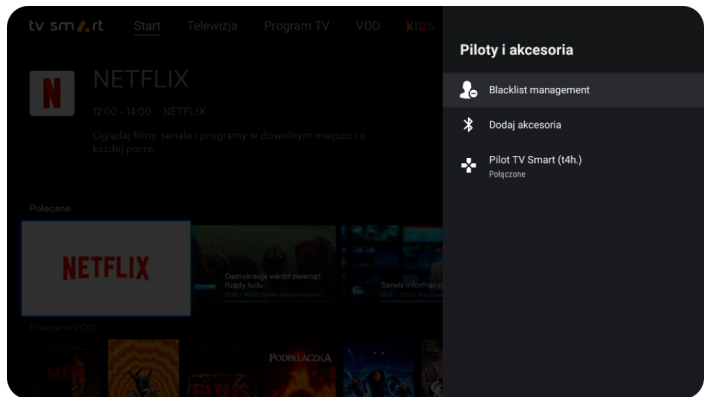 tv smart Start Telewizja Program TV VOD KIDS
NETFLIX
12:00 - 14:00 NETFLIX
Oglądaj filmy, seriale i programy w dowolnym miejscu i o
każdej porze.
Polecane
NETFLIX
Demokracja wśród zwierząt:
Rządy ludu
Serwis Informacyj
Polecane VOD
MEN
PODPALACZKA
Piloty i akcesoria
Blacklist management
Dodaj akcesoria
Pilot TV Smart (t4h.)
Połączone